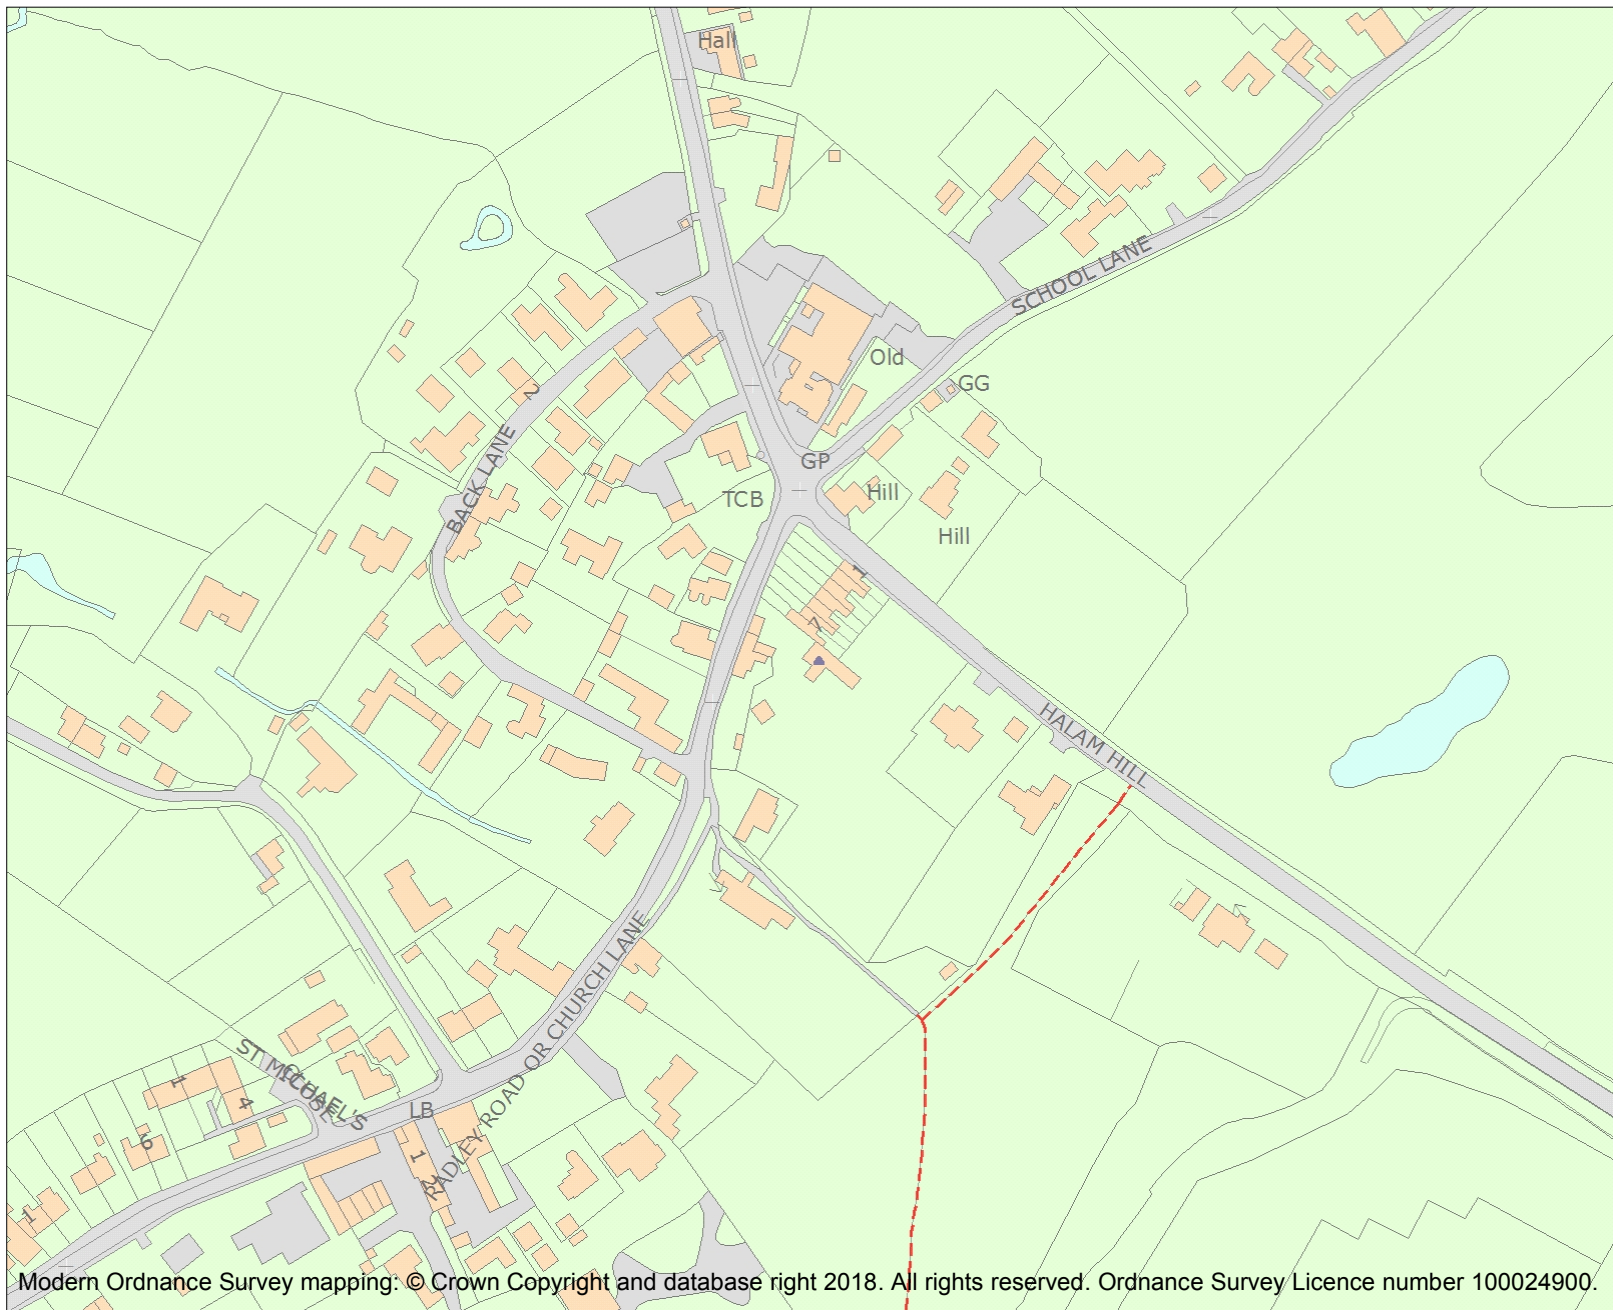 Hall
SCHOOL LANE
Old
GG
2
BACK LANE
GP
TCB
Hill
Hill
1
7
HALAM HILL
RADLEY ROAD OR CHURCH LANE
ST MICHAEL'S
CLOSE
1
4
LB
6
1
2
1
Modern Ordnance Survey mapping: © Crown Copyright and database right 2018. All rights reserved. Ordnance Survey Licence number 100024900.